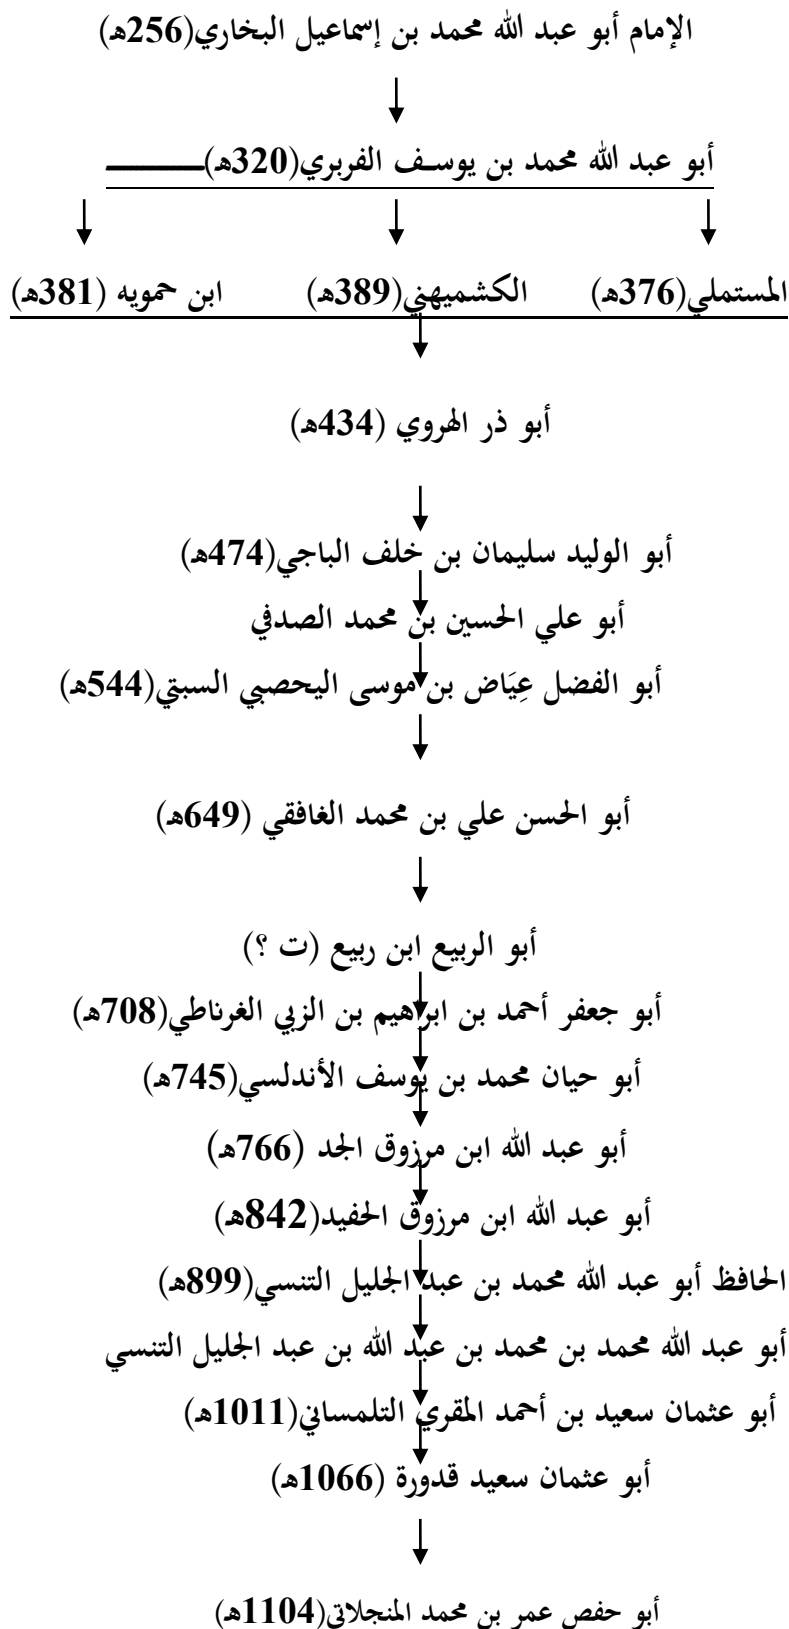 الإمام أبو عبد الله محمد بن إسماعيل البخاري(256هـ)
أبو عبد الله محمد بن يوسـف الفربري(320هـ)ـــــــــــ
المستملي(376هـ) الكشميهني(389هـ) ابن حمويه (381هـ)
أبو ذر الهروي (434هـ)
أبو الوليد سليمان بن خلف الباجي(474هـ)
أبو علي الحسين بن محمد الصدفي
أبو الفضل عِيَاض بن موسى اليحصبي السبتي(544هـ)
أبو الحسن علي بن محمد الغافقي (649هـ)
أبو الربيع ابن ربيع (ت ؟)
أبو جعفر أحمد بن ابراهيم بن الزبي الغرناطي(708هـ)
أبو حيان محمد بن يوسف الأندلسي(745هـ)
أبو عبد الله ابن مرزوق الجد (766هـ)
أبو عبد الله ابن مرزوق الحفيد(842هـ)
الحافظ أبو عبد الله محمد بن عبد الجليل التنسي(899هـ)
أبو عبد الله محمد بن محمد بن عبد الله بن عبد الجليل التنسي
أبو عثمان سعيد بن أحمد المقري التلمساني(1011هـ)
أبو عثمان سعيد قدورة (1066هـ)
أبو حفص عمر بن محمد المنجلاتي(1104هـ)